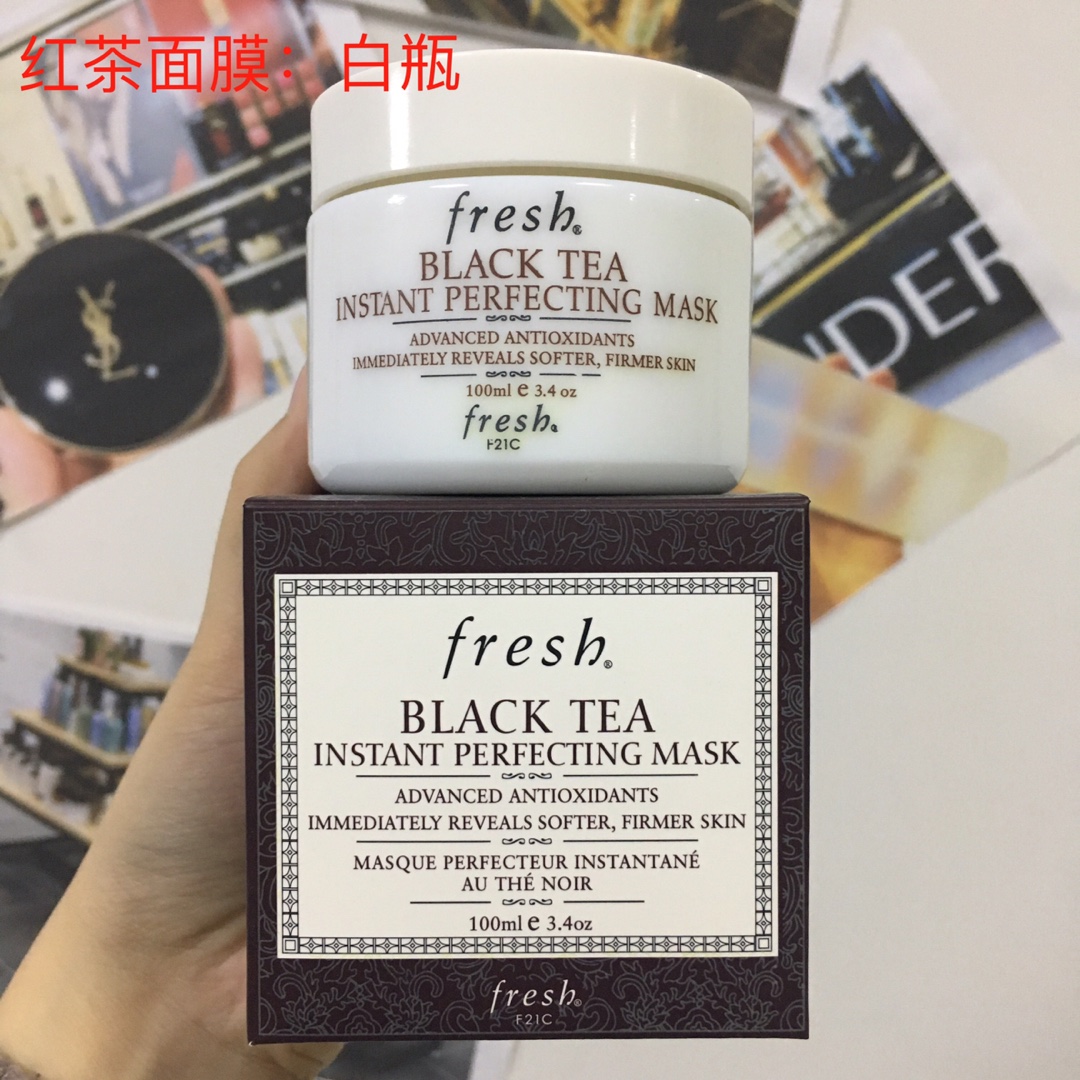 红茶面膜：白瓶
fresh®
BLACK TEA
INSTANT PERFECTING MASK
ADVANCED ANTIOXIDANTS
IMMEDIATELY REVEALS SOFTER, FIRMER SKIN
100ml e 3.4 oz
fresh®
F21C
YSL
NDER
fresh®
BLACK TEA
INSTANT PERFECTING MASK
ADVANCED ANTIOXIDANTS
IMMEDIATELY REVEALS SOFTER, FIRMER SKIN
MASQUE PERFECTEUR INSTANTANÉ
AU THÉ NOIR
100ml e 3.4oz
fresh®
F21C